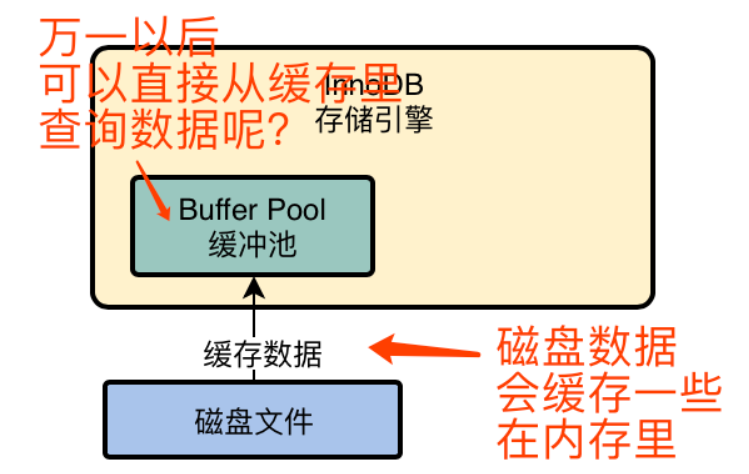 万一以后
可以直接从缓存里
查询数据呢?
InnoDB
存储引擎
Buffer Pool
缓冲池
缓存数据
磁盘数据
会缓存一些
在内存里
磁盘文件